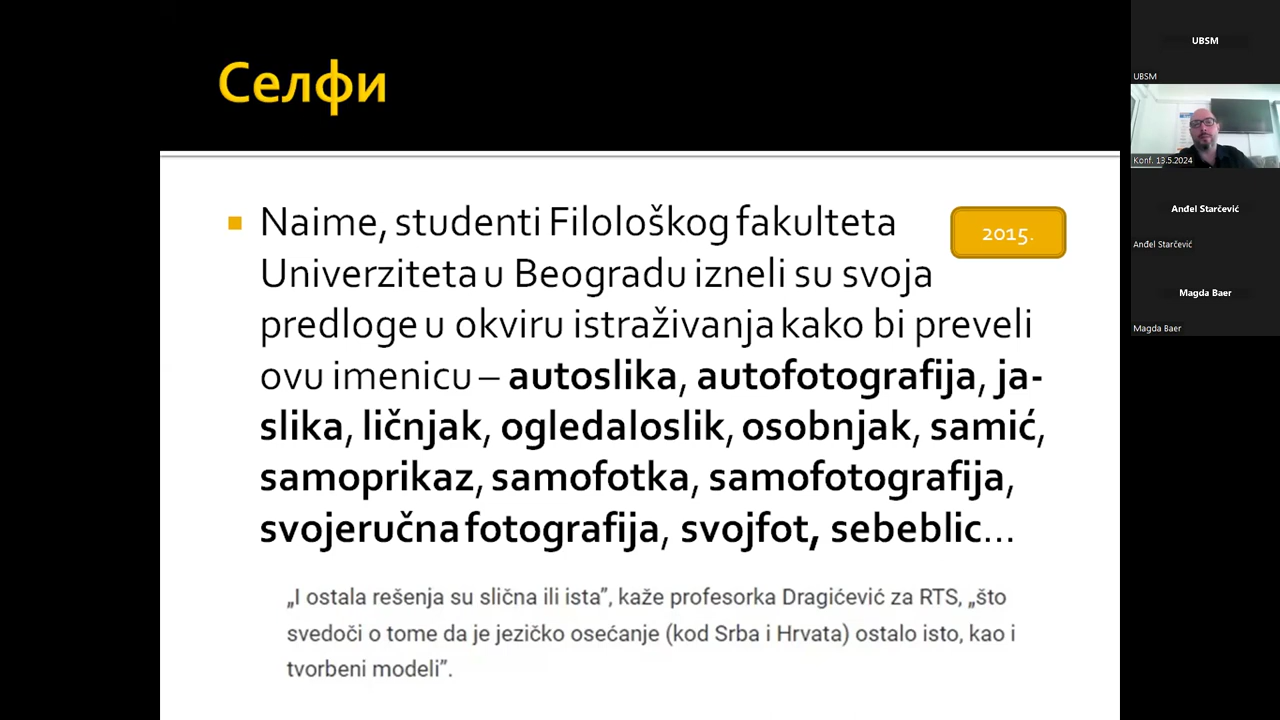 Селфи
Naime, studenti Filološkog fakulteta
Univerziteta u Beogradu izneli su svoja
predloge u okviru istraživanja kako bi preveli
ovu imenicu – autoslika, autofotografija, ja-
slika, ličnjak, ogledaloslik, osobnjak, samić,
samoprikaz, samofotka, samofotografija,
svojeručna fotografija, svojfot, sebeblic...
2015.
„I ostala rešenja su slična ili ista”, kaže profesorka Dragićević za RTS, „što
svedoči o tome da je jezičko osećanje (kod Srba i Hrvata) ostalo isto, kao i
tvorbeni modeli”.
UBSM
UBSM
Konf. 13.5.2024
Anđel Starčević
Anđel Starčević
Magda Baer
Magda Baer